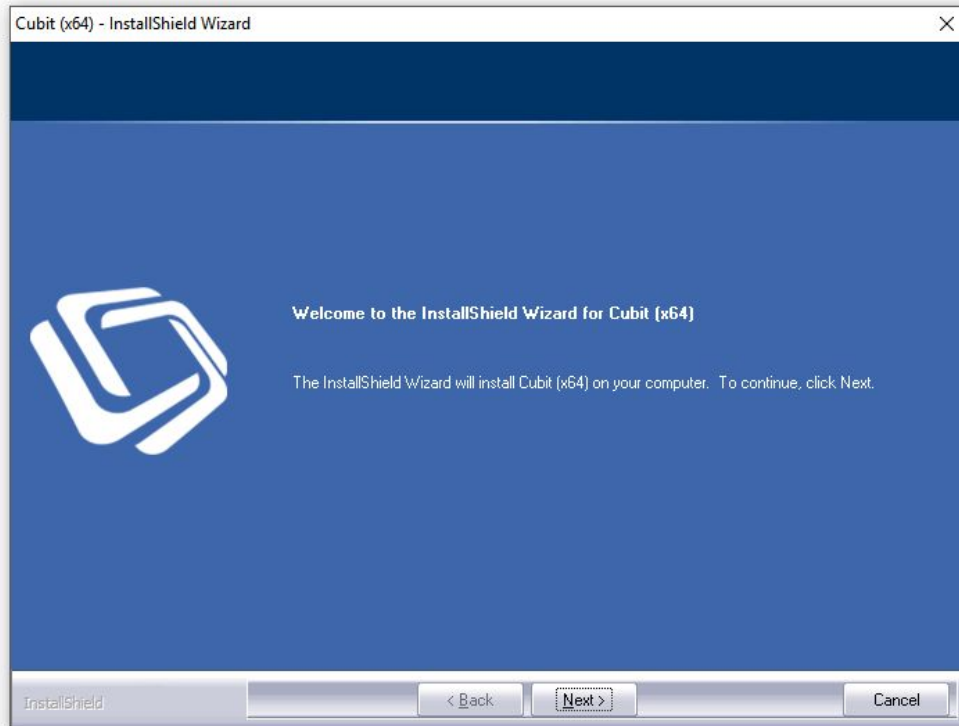 Cubit (x64) - InstallShield Wizard
Welcome to the InstallShield Wizard for Cubit (x64)
The InstallShield Wizard will install Cubit (x64) on your computer. To continue, click Next.
InstallShield
< Back
Next >
Cancel